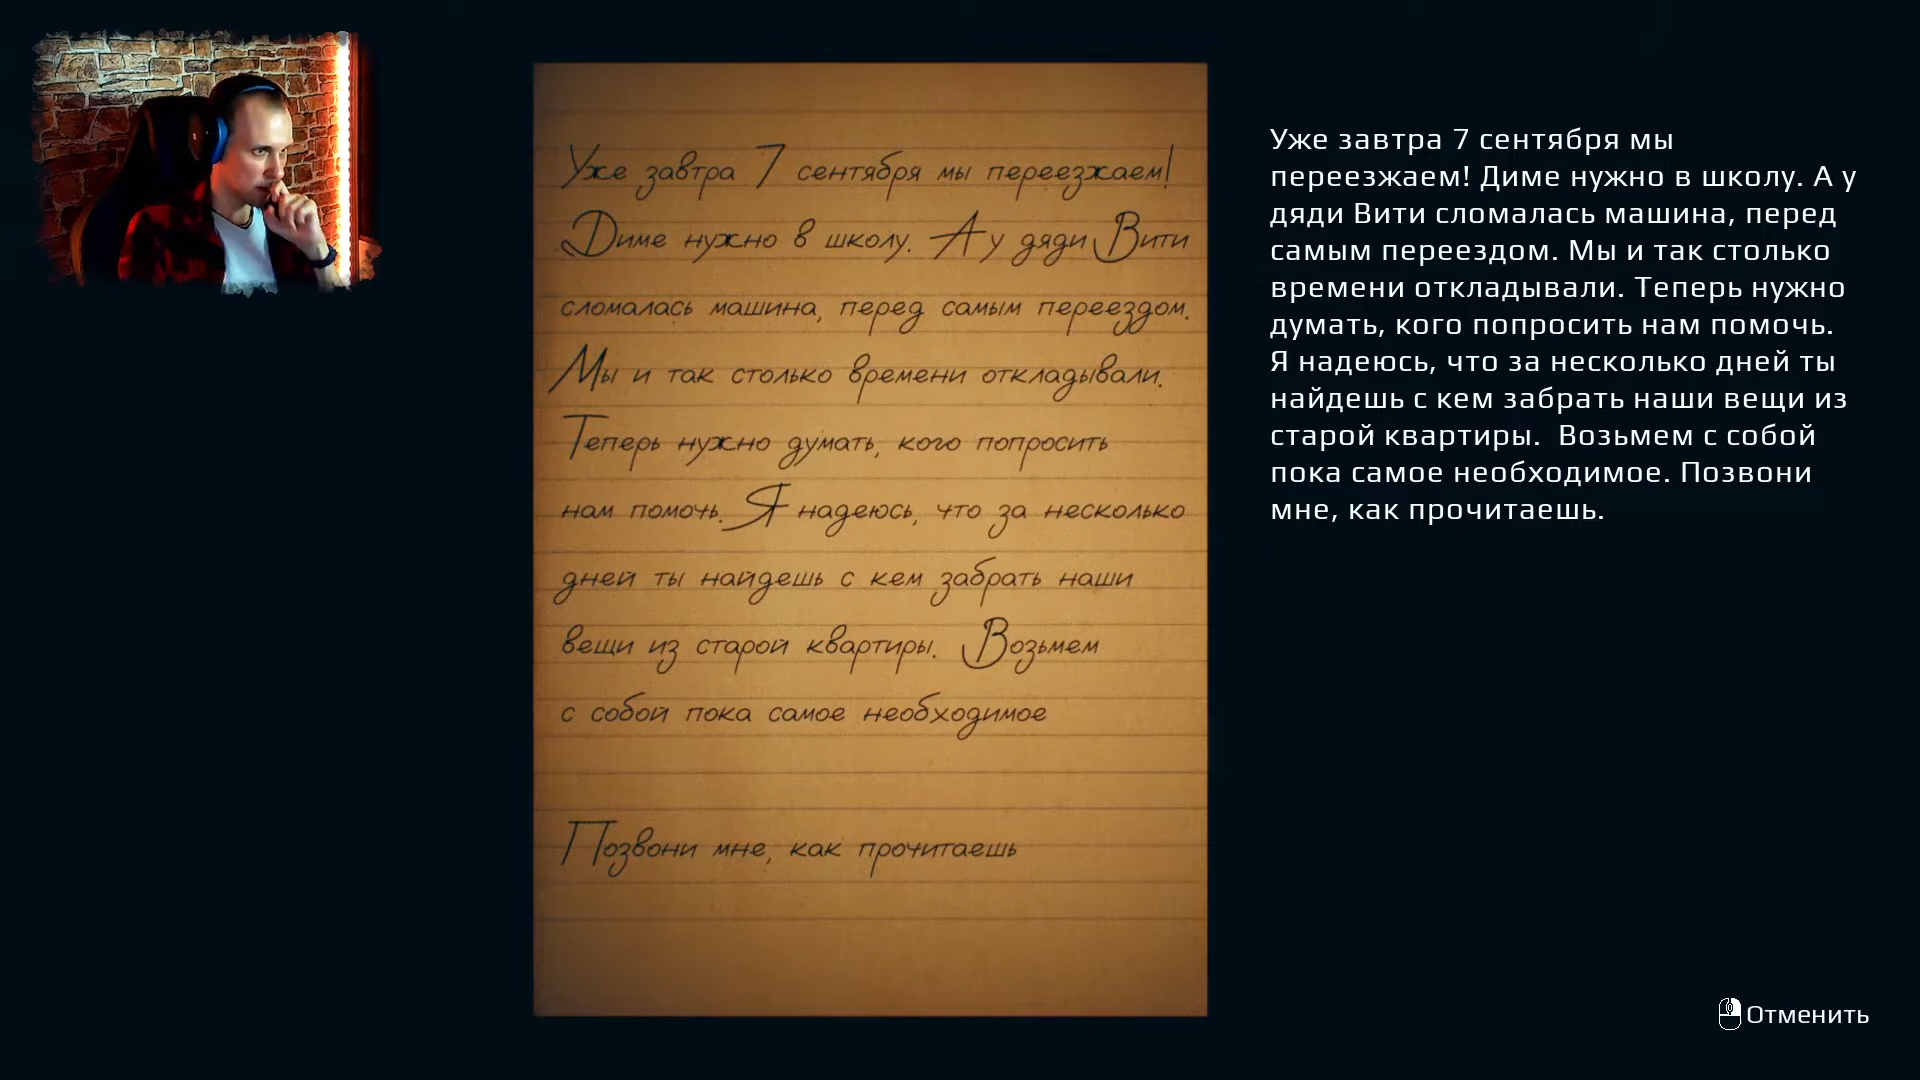 Уже завтра 7 сентября мы переезжаем!
Диме нужно в школу. А у дяди Вити
сломалась машина, перед самым переездом.
Мы и так столько времени откладывали.
Теперь нужно думать, кого попросить
нам помочь. Я надеюсь, что за несколько
дней ты найдешь с кем забрать наши
вещи из старой квартиры. Возьмем
с собой пока самое необходимое
Позвони мне, как прочитаешь
Уже завтра 7 сентября мы
переезжаем! Диме нужно в школу. А у
дяди Вити сломалась машина, перед
самым переездом. Мы и так столько
времени откладывали. Теперь нужно
думать, кого попросить нам помочь.
Я надеюсь, что за несколько дней ты
найдешь с кем забрать наши вещи из
старой квартиры.  Возьмем с собой
пока самое необходимое. Позвони
мне, как прочитаешь.
Отменить